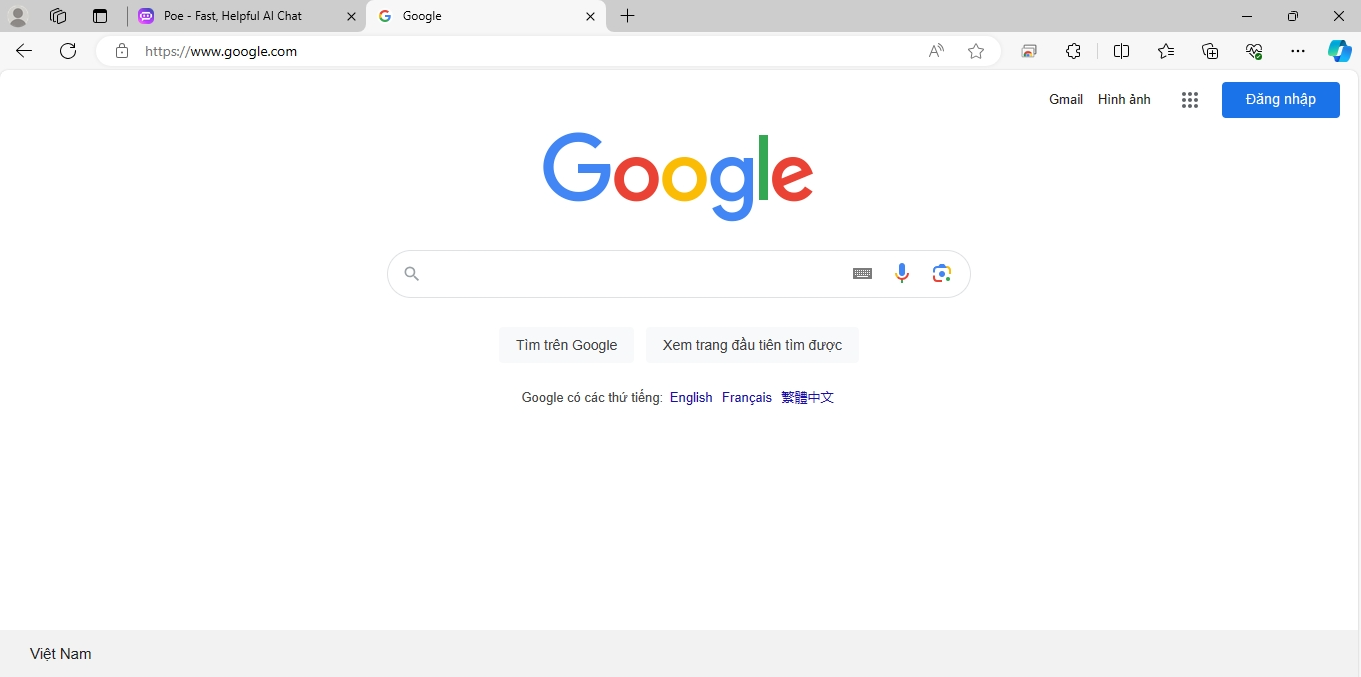 Poe - Fast, Helpful AI Chat
Google
https://www.google.com
Gmail Hình ảnh Đăng nhập
Google
Tìm trên Google Xem trang đầu tiên tìm được
Google có các thứ tiếng: English Français 繁體中文
Việt Nam